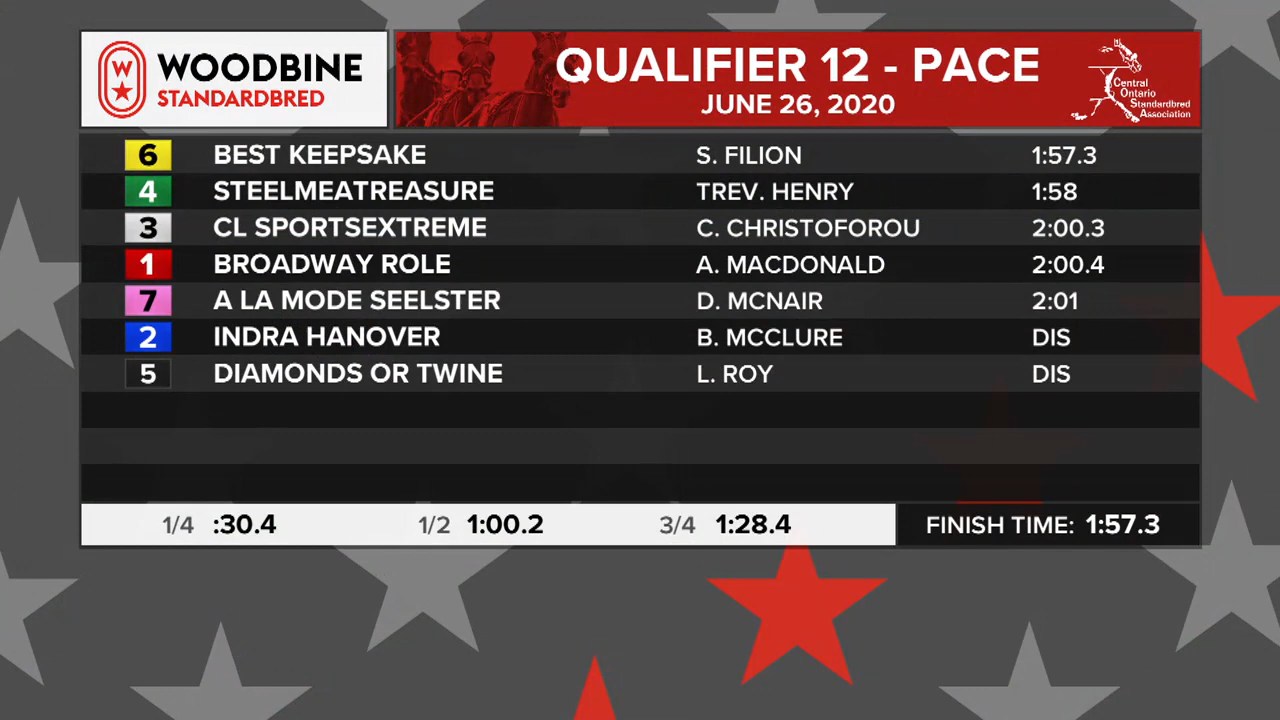 W
WOODBINE
STANDARDBRED
QUALIFIER 12 - PACE
JUNE 26, 2020
Central
Ontario
Standardbred
Association
6 BEST KEEPSAKE S. FILION 1:57.3
4 STEELMEATREASURE TREV. HENRY 1:58
3 CL SPORTSEXTREME C. CHRISTOFOROU 2:00.3
1 BROADWAY ROLE A. MACDONALD 2:00.4
7 A LA MODE SEELSTER D. MCNAIR 2:01
2 INDRA HANOVER B. MCCLURE DIS
5 DIAMONDS OR TWINE L. ROY DIS
1/4 :30.4 1/2 1:00.2 3/4 1:28.4 FINISH TIME: 1:57.3